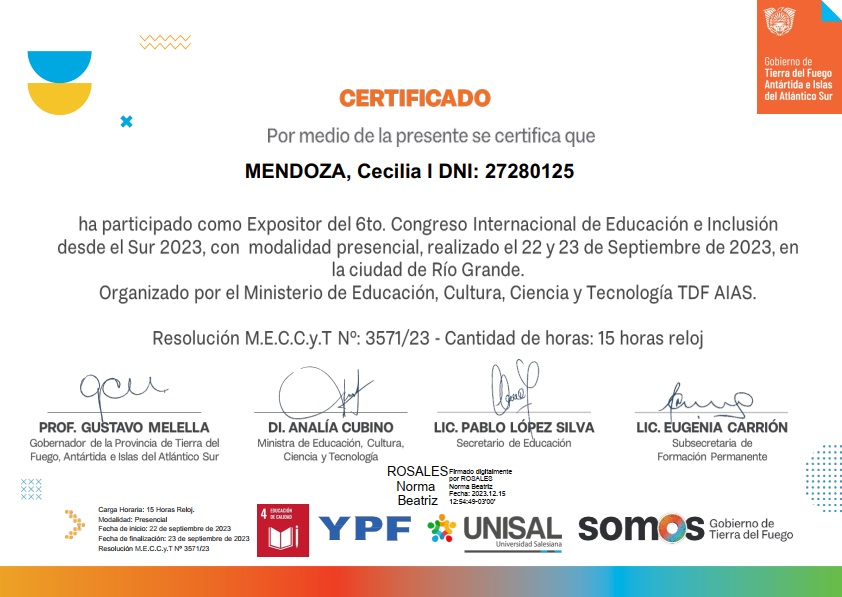 Gobierno de
Tierra del Fuego
Antártida e Islas
del Atlántico Sur
CERTIFICADO
Por medio de la presente se certifica que
MENDOZA, Cecilia I DNI: 27280125
ha participado como Expositor del 6to. Congreso Internacional de Educación e Inclusión
desde el Sur 2023, con modalidad presencial, realizado el 22 y 23 de Septiembre de 2023, en
la ciudad de Río Grande.
Organizado por el Ministerio de Educación, Cultura, Ciencia y Tecnología TDF AIAS.
Resolución M.E.C.C.y.T Nº: 3571/23 - Cantidad de horas: 15 horas reloj
PROF. GUSTAVO MELELLA
Gobernador de la Provincia de Tierra del
Fuego, Antártida e Islas del Atlántico Sur
DI. ANALÍA CUBINO
Ministra de Educación, Cultura,
Ciencia y Tecnología
LIC. PABLO LÓPEZ SILVA
Secretario de Educación
LIC. EUGENIA CARRIÓN
Subsecretaria de
Formación Permanente
ROSALES
Norma
Beatriz
Firmado digitalmente
por ROSALES
Norma Beatriz
Fecha: 2023.12.15
12:54:49-03'00'
Carga Horaria: 15 Horas Reloj.
Modalidad: Presencial
Fecha de inicio: 22 de septiembre de 2023
Fecha de finalización: 23 de septiembre de 2023
Resolución M.E.C.C.y.T Nº 3571/23
4 EDUCACIÓN
DE CALIDAD
YPF
UNISAL
Universidad Salesiana
somos
Gobierno de
Tierra del Fuego